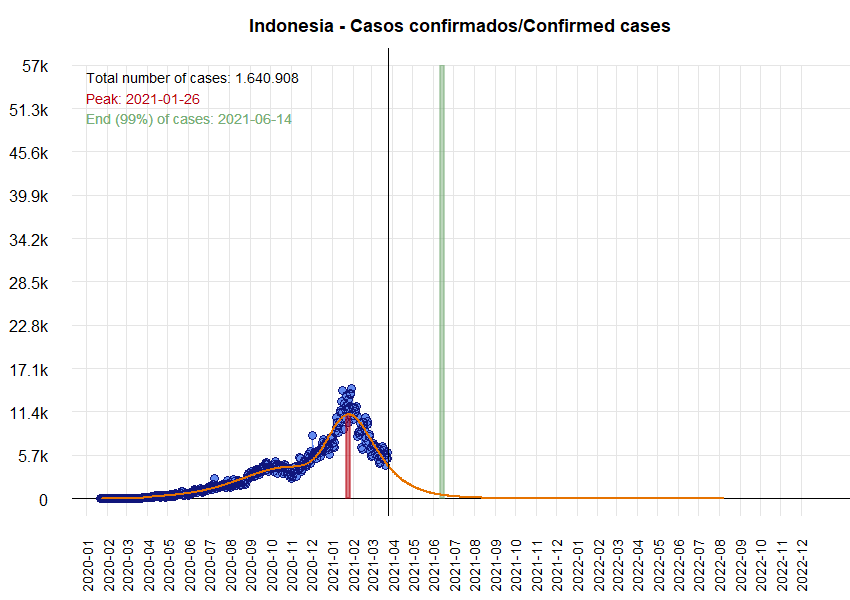 Indonesia - Casos confirmados/Confirmed cases
57k
51.3k
45.6k
39.9k
34.2k
28.5k
22.8k
17.1k
11.4k
5.7k
0
Total number of cases: 1.640.908
Peak: 2021-01-26
End (99%) of cases: 2021-06-14
2020-01
2020-02
2020-03
2020-04
2020-05
2020-06
2020-07
2020-08
2020-09
2020-10
2020-11
2020-12
2021-01
2021-02
2021-03
2021-04
2021-05
2021-06
2021-07
2021-08
2021-09
2021-10
2021-11
2021-12
2022-01
2022-02
2022-03
2022-04
2022-05
2022-06
2022-07
2022-08
2022-09
2022-10
2022-11
2022-12